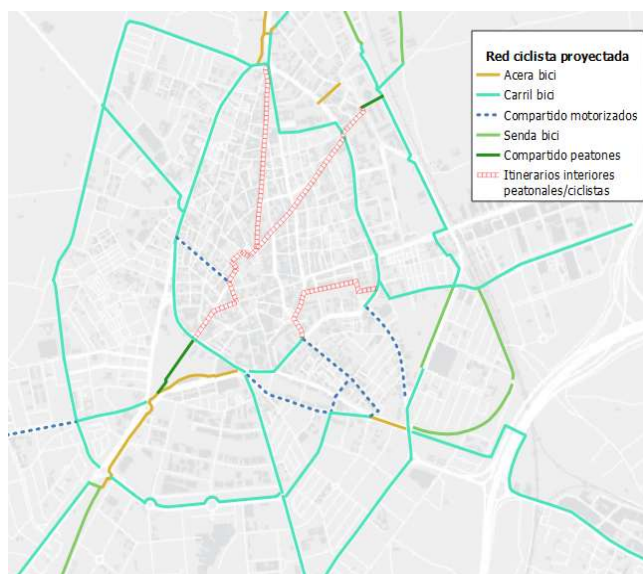 Red ciclista proyectada
Acera bici
Carril bici
Compartido motorizados
Senda bici
Compartido peatones
Itinerarios interiores
peatonales/ciclistas